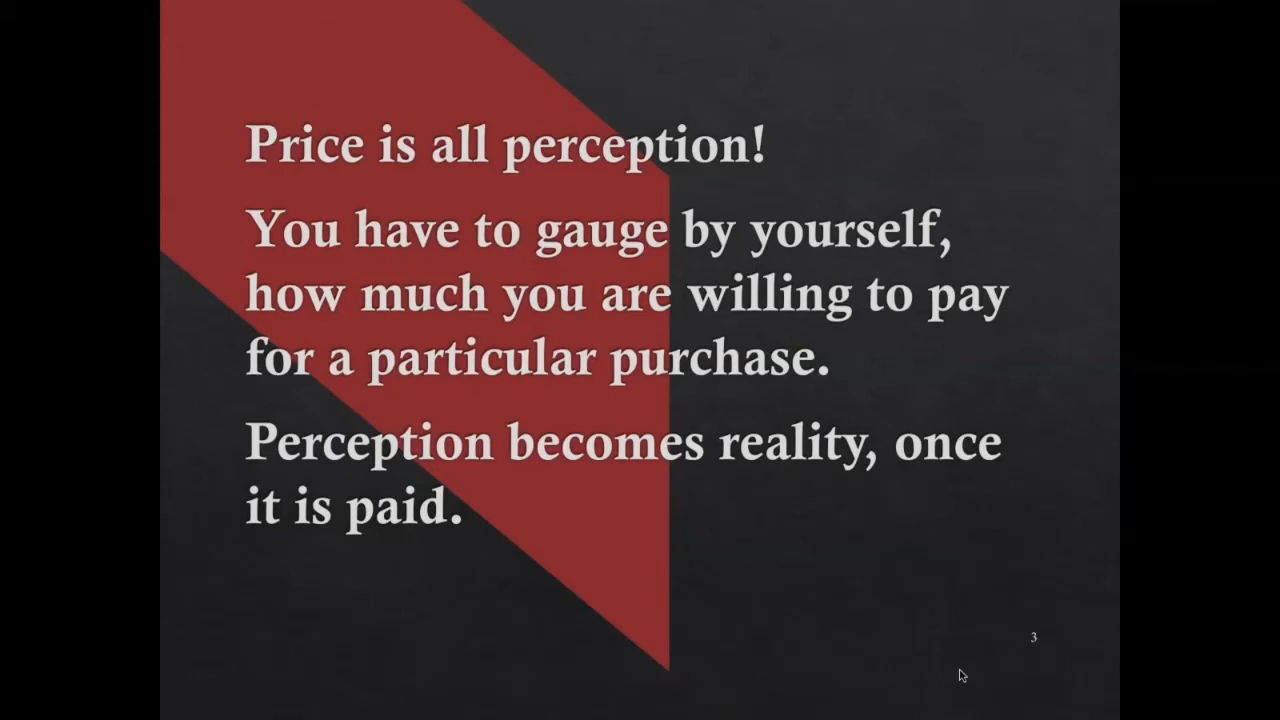 Price is all perception!
You have to gauge by yourself,
how much you are willing to pay
for a particular purchase.
Perception becomes reality, once
it is paid.
3